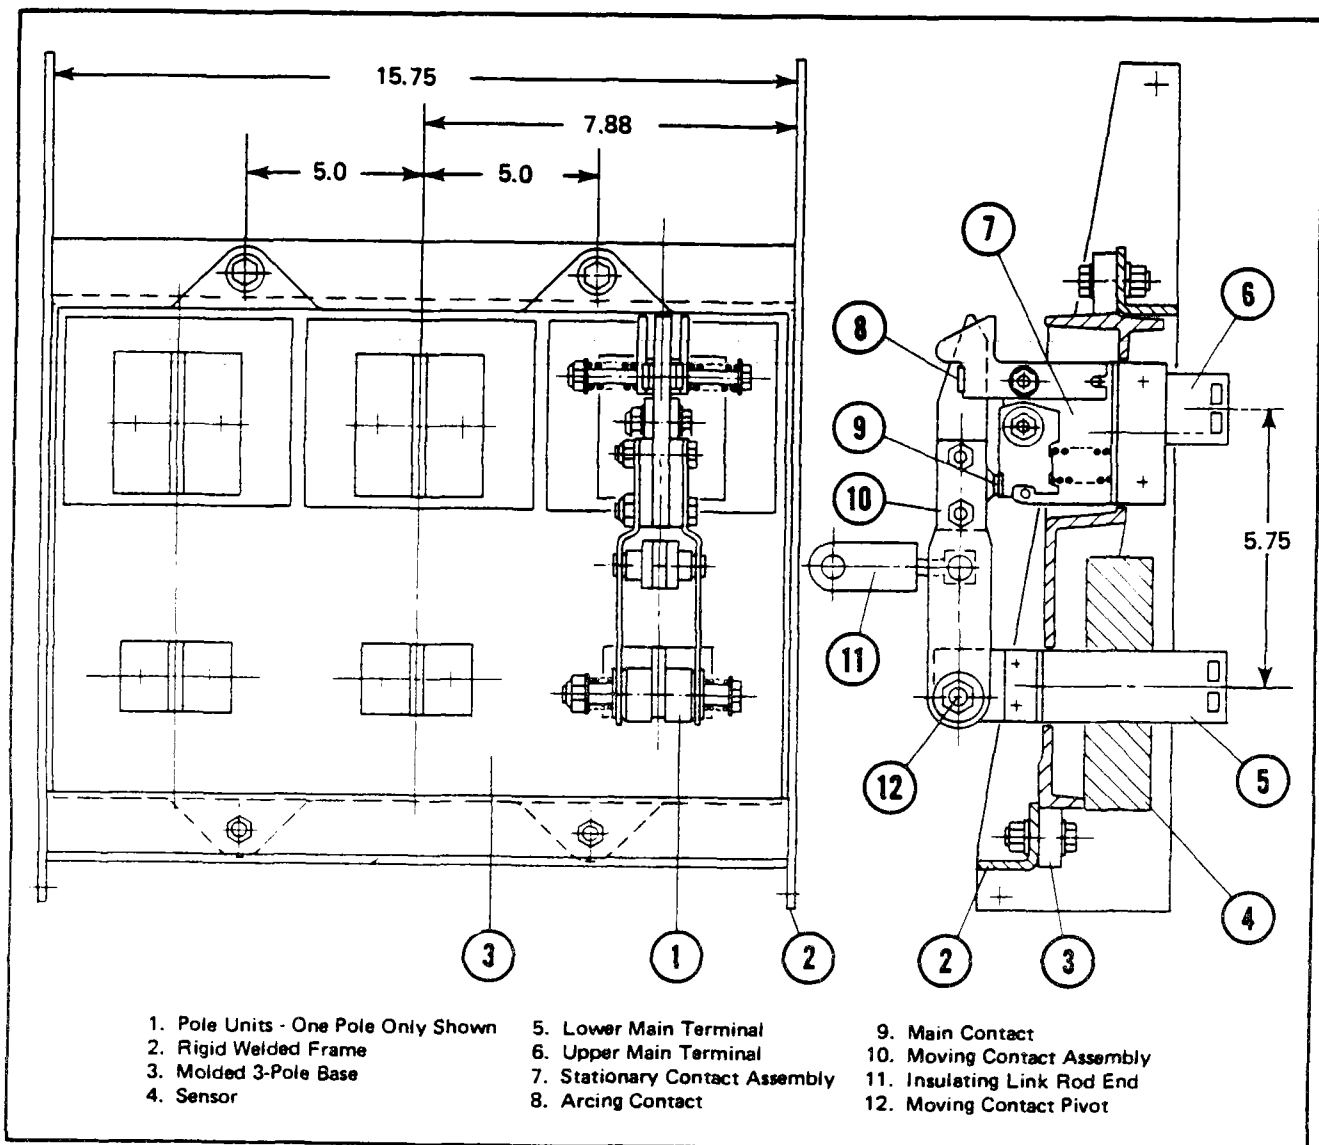 15.75
7.88
5.0 5.0
7
6
8
9
10
5.75
11
12
5
4
3 1 2 2 3
1. Pole Units - One Pole Only Shown
2. Rigid Welded Frame
3. Molded 3-Pole Base
4. Sensor
5. Lower Main Terminal
6. Upper Main Terminal
7. Stationary Contact Assembly
8. Arcing Contact
9. Main Contact
10. Moving Contact Assembly
11. Insulating Link Rod End
12. Moving Contact Pivot